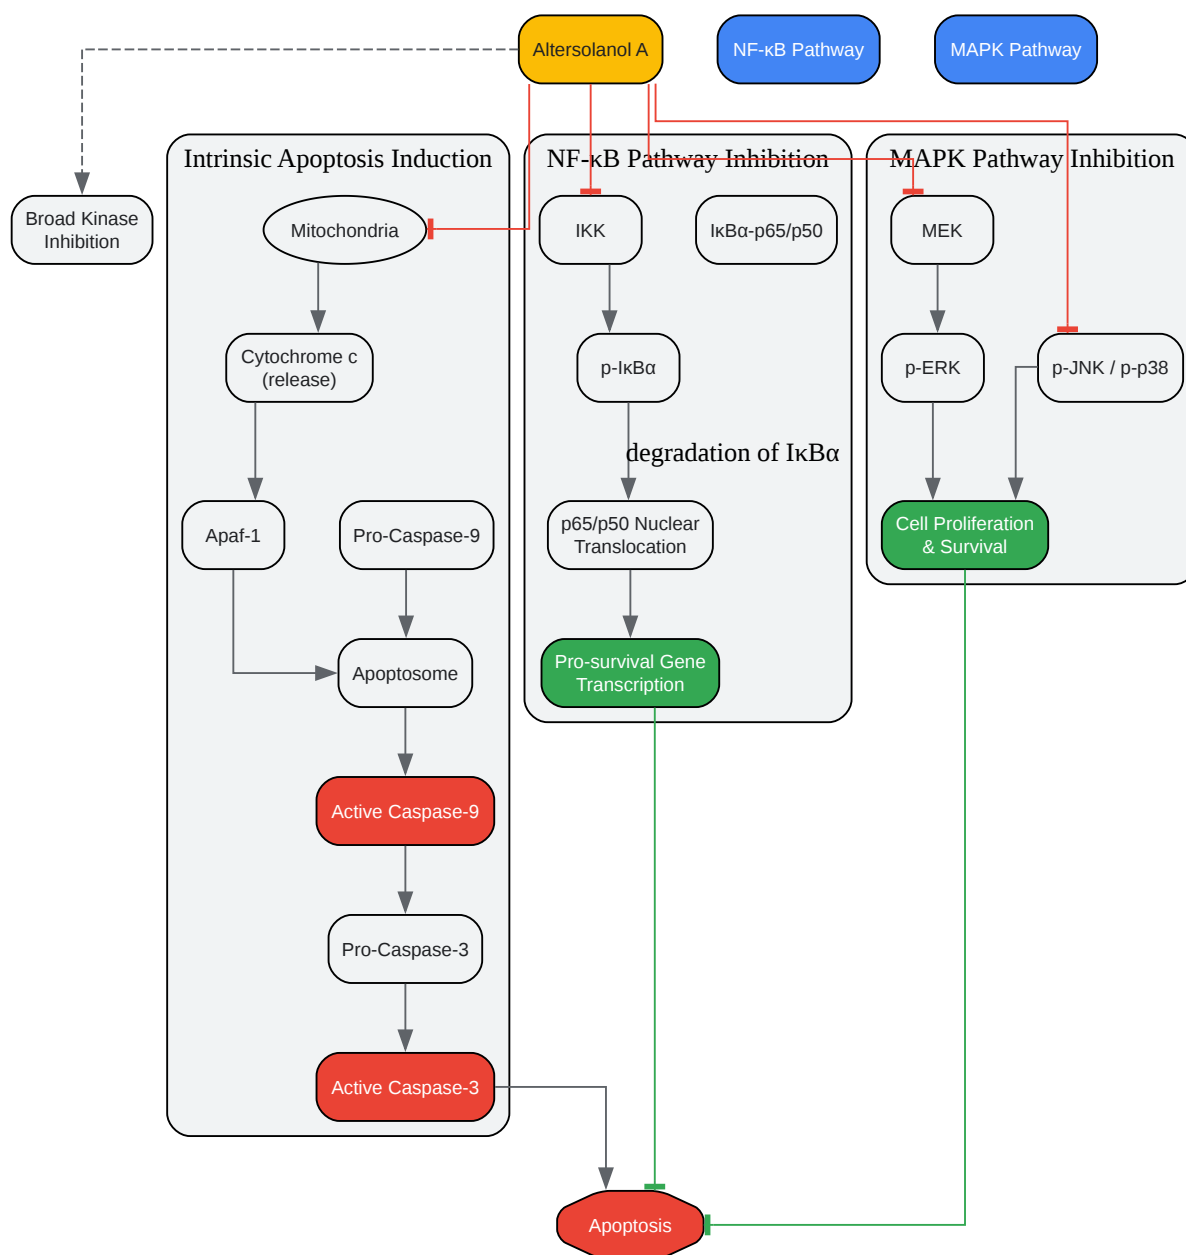 Altersolanol A
NF-κB Pathway
MAPK Pathway
Intrinsic Apoptosis Induction
NF-κB Pathway Inhibition
MAPK Pathway Inhibition
Broad Kinase
Inhibition
Mitochondria
IKK
IκBα-p65/p50
MEK
Cytochrome c
(release)
p-IκBα
p-ERK
p-JNK / p-p38
degradation of IκBα
Apaf-1
Pro-Caspase-9
p65/p50 Nuclear
Translocation
Cell Proliferation
& Survival
Apoptosome
Pro-survival Gene
Transcription
Active Caspase-9
Pro-Caspase-3
Active Caspase-3
Apoptosis